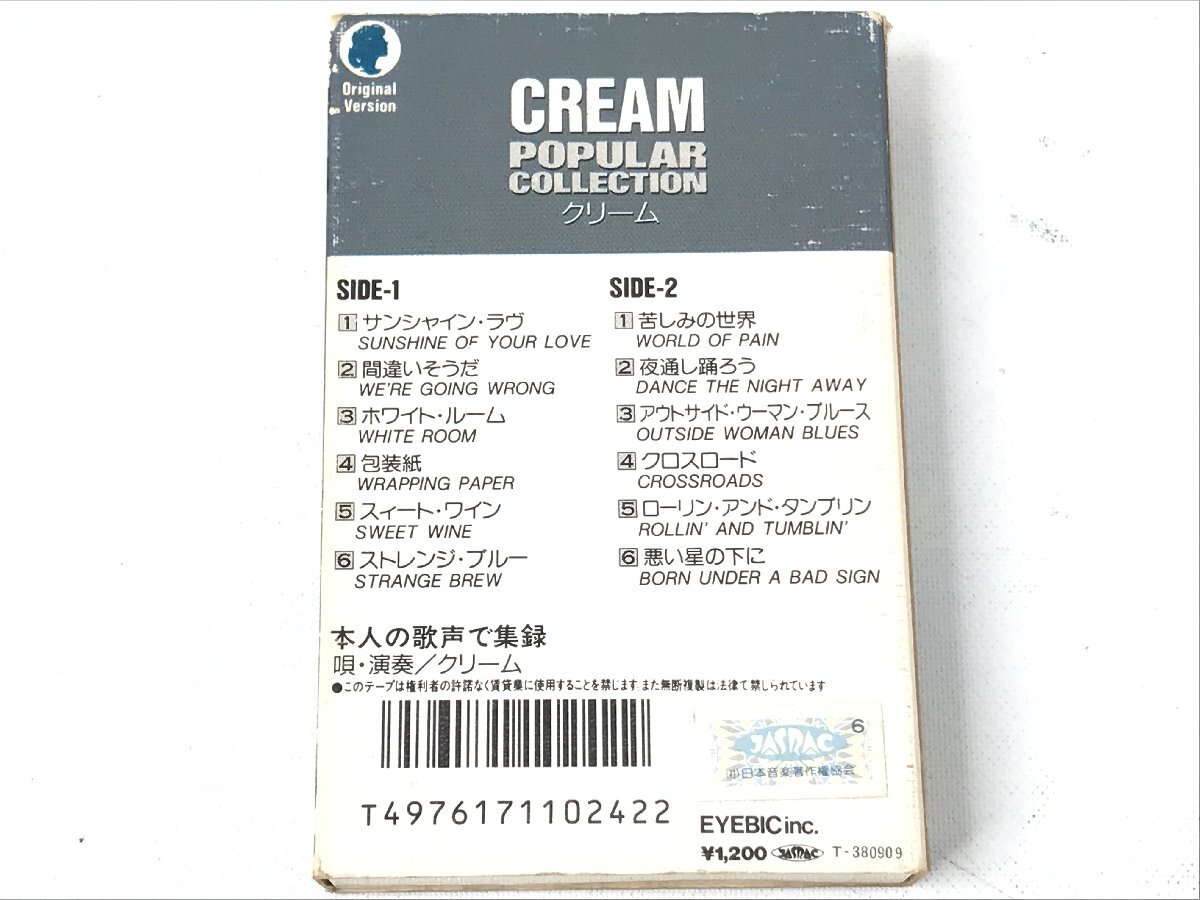 Original
Version
CREAM
POPULAR
COLLECTION
クリーム
SIDE-1
1 サンシャイン・ラヴ
SUNSHINE OF YOUR LOVE
2 間違いそうだ
WE'RE GOING WRONG
3 ホワイト・ルーム
WHITE ROOM
4 包装紙
WRAPPING PAPER
5 スィート・ワイン
SWEET WINE
6 ストレンジ・ブルー
STRANGE BREW
SIDE-2
1 苦しみの世界
WORLD OF PAIN
2 夜通し踊ろう
DANCE THE NIGHT AWAY
3 アウトサイド・ウーマン・ブルース
OUTSIDE WOMAN BLUES
4 クロスロード
CROSSROADS
5 ローリン・アンド・タンブリン
ROLLIN' AND TUMBLIN'
6 悪い星の下に
BORN UNDER A BAD SIGN
本人の歌声で集録
唄・演奏／クリーム
●このテープは権利者の許諾なく賃貸業に使用することを禁じます。また無断複製は法律で禁じられています
T4976171102422
6
JASRAC
(社)日本音楽著作権協会
EYEBIC inc.
¥1,200 JASRAC T-380909